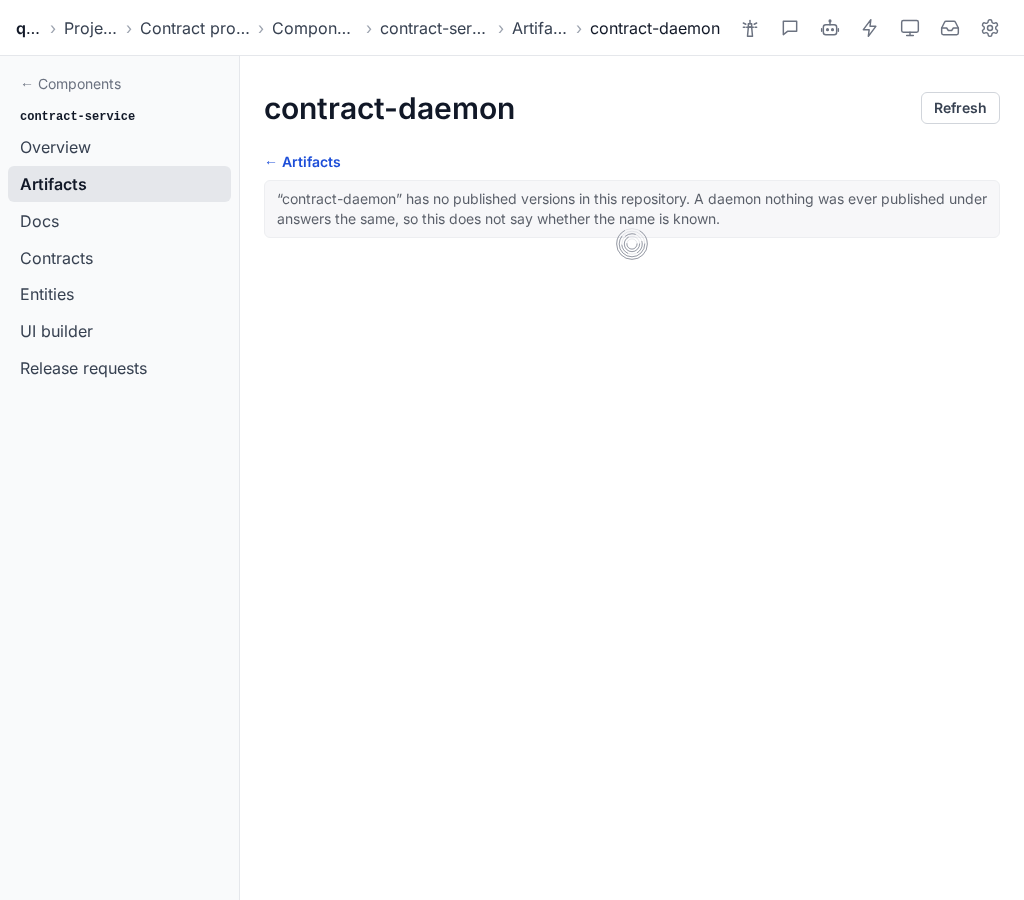 q... › Proje... › Contract pro... › Compon... › contract-ser... › Artifa... › contract-daemon
← Components
contract-service
Overview
Artifacts
Docs
Contracts
Entities
UI builder
Release requests
contract-daemon
Refresh
← Artifacts
“contract-daemon” has no published versions in this repository. A daemon nothing was ever published under
answers the same, so this does not say whether the name is known.